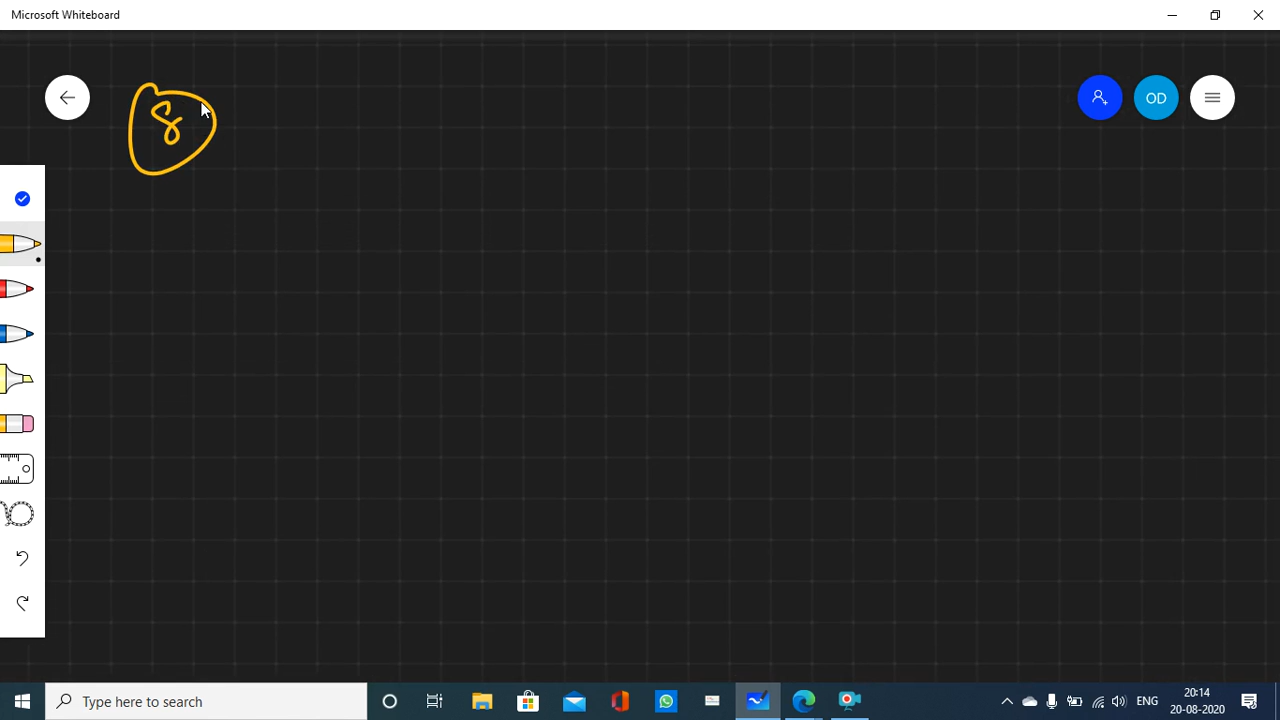 Microsoft Whiteboard
8
OD
Type here to search
ENG
20:14
20-08-2020